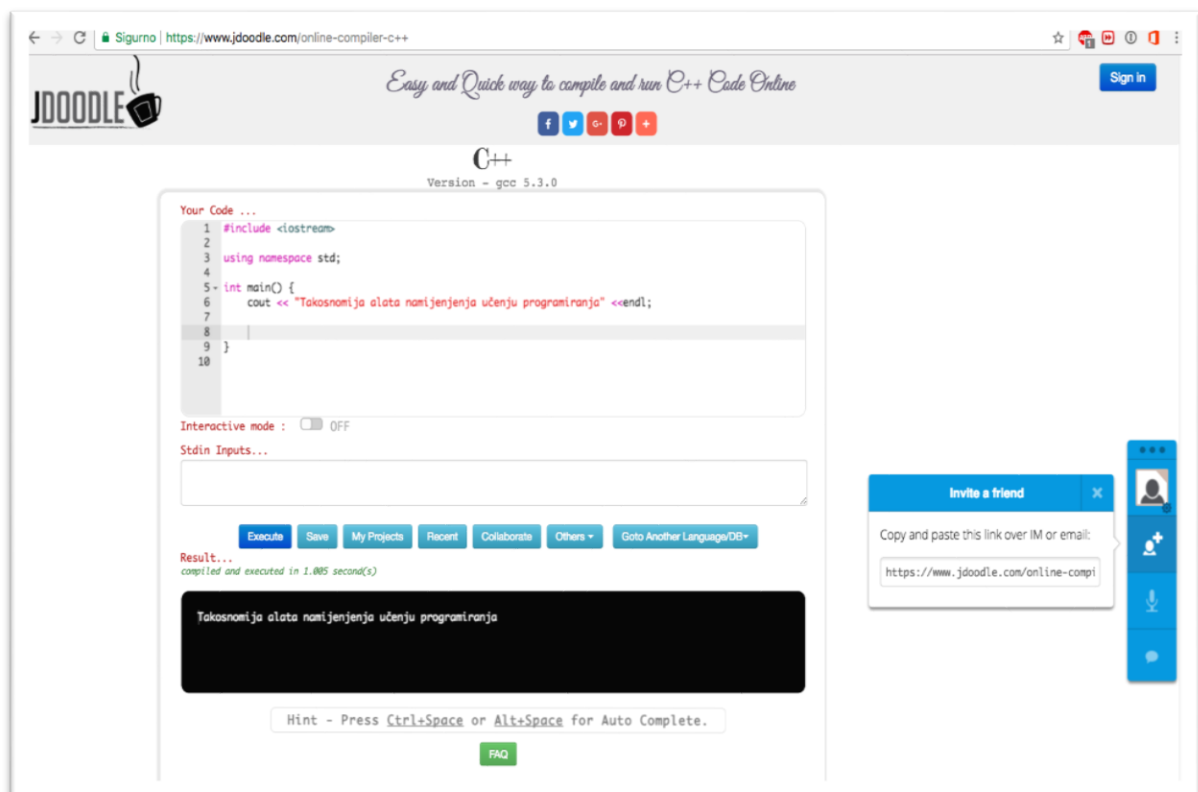 Sigurno | https://www.jdoodle.com/online-compiler-c++
JDOODLE
Easy and Quick way to compile and run C++ Code Online
Sign in
C++
Version - gcc 5.3.0
Your Code ...
1 #include <iostream>
2
3 using namespace std;
4
5 int main() {
6 cout << "Takosnomija alata namijenjenja učenju programiranja" <<endl;
7
8
9 }
10
Interactive mode : OFF
Stdin Inputs...
Execute Save My Projects Recent Collaborate Others Goto Another Language/DB
Result...
compiled and executed in 1.005 second(s)
Takosnomija alata namijenjenja učenju programiranja
Hint - Press Ctrl+Space or Alt+Space for Auto Complete.
FAQ
Invite a friend
Copy and paste this link over IM or email:
https://www.jdoodle.com/online-compi